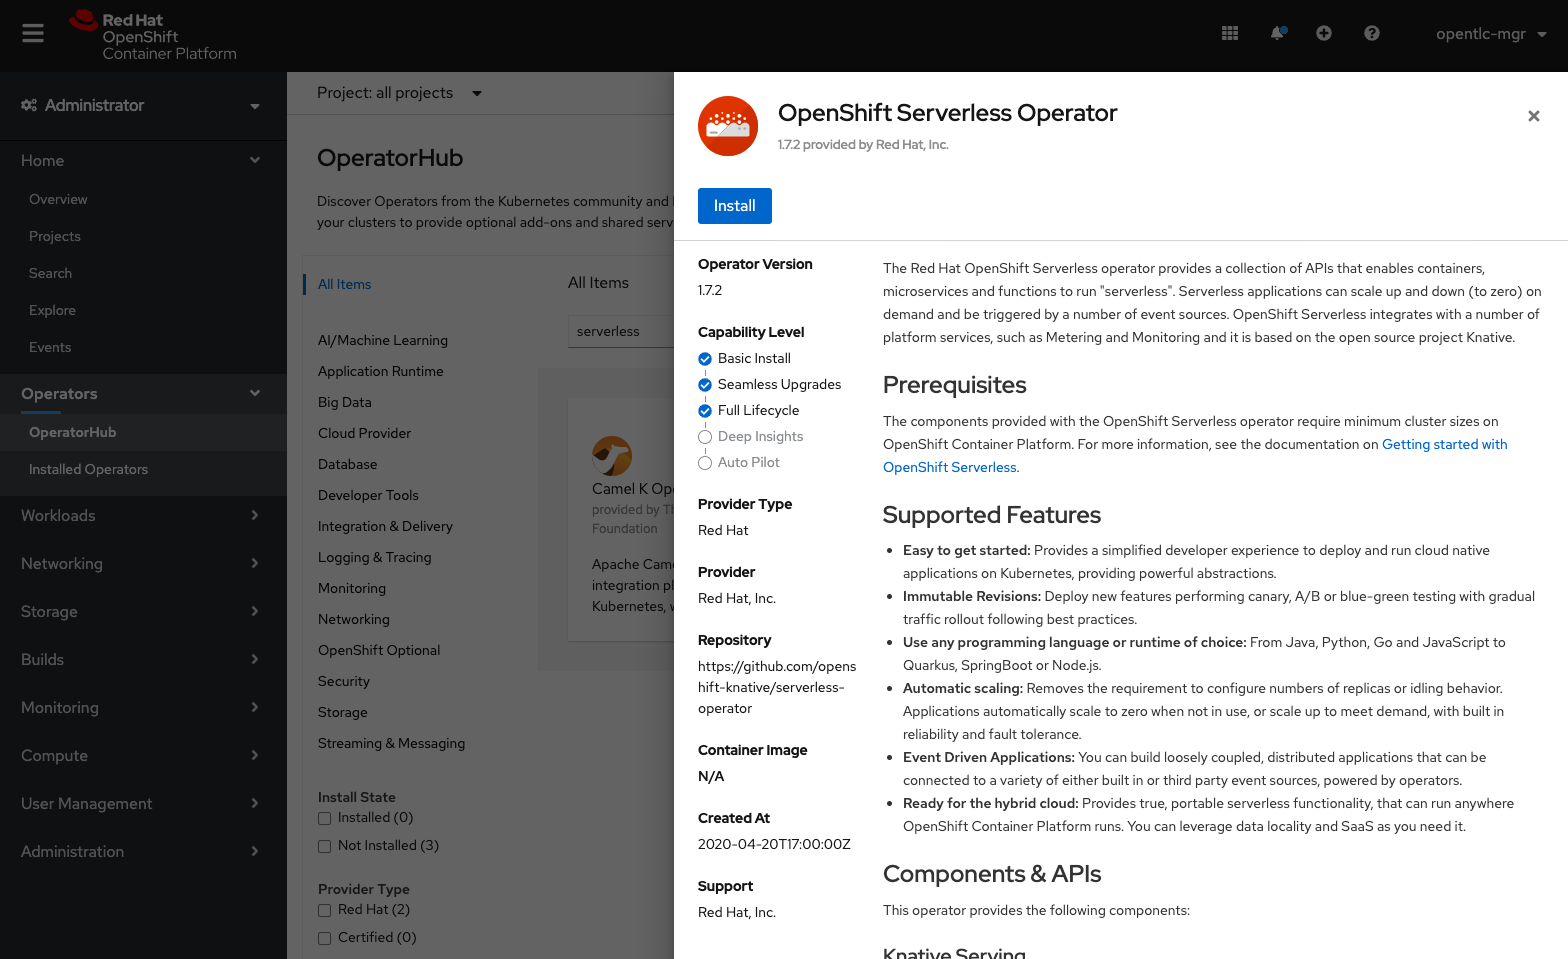 Red Hat
OpenShift
Container Platform
opentlc-mgr
Administrator
Home
Overview
Projects
Search
Explore
Events
Operators
OperatorHub
Installed Operators
Workloads
Networking
Storage
Builds
Monitoring
Compute
User Management
Administration
Project: all projects
OperatorHub
Discover Operators from the Kubernetes community and
your clusters to provide optional add-ons and shared serv
All Items
AI/Machine Learning
Application Runtime
Big Data
Cloud Provider
Database
Developer Tools
Integration & Delivery
Logging & Tracing
Monitoring
Networking
OpenShift Optional
Security
Storage
Streaming & Messaging
Install State
Installed (0)
Not Installed (3)
Provider Type
Red Hat (2)
Certified (0)
All Items
serverless
Camel K Ope
provided by Th
Foundation
Apache Came
integration pl
Kubernetes, w
OpenShift Serverless Operator
1.7.2 provided by Red Hat, Inc.
Install
Operator Version
1.7.2
Capability Level
Basic Install
Seamless Upgrades
Full Lifecycle
Deep Insights
Auto Pilot
Provider Type
Red Hat
Provider
Red Hat, Inc.
Repository
https://github.com/opens
hift-knative/serverless-
operator
Container Image
N/A
Created At
2020-04-20T17:00:00Z
Support
Red Hat, Inc.
The Red Hat OpenShift Serverless operator provides a collection of APIs that enables containers,
microservices and functions to run "serverless". Serverless applications can scale up and down (to zero) on
demand and be triggered by a number of event sources. OpenShift Serverless integrates with a number of
platform services, such as Metering and Monitoring and it is based on the open source project Knative.
Prerequisites
The components provided with the OpenShift Serverless operator require minimum cluster sizes on
OpenShift Container Platform. For more information, see the documentation on Getting started with
OpenShift Serverless.
Supported Features
• Easy to get started: Provides a simplified developer experience to deploy and run cloud native
applications on Kubernetes, providing powerful abstractions.
• Immutable Revisions: Deploy new features performing canary, A/B or blue-green testing with gradual
traffic rollout following best practices.
• Use any programming language or runtime of choice: From Java, Python, Go and JavaScript to
Quarkus, SpringBoot or Node.js.
• Automatic scaling: Removes the requirement to configure numbers of replicas or idling behavior.
Applications automatically scale to zero when not in use, or scale up to meet demand, with built in
reliability and fault tolerance.
• Event Driven Applications: You can build loosely coupled, distributed applications that can be
connected to a variety of either built in or third party event sources, powered by operators.
• Ready for the hybrid cloud: Provides true, portable serverless functionality, that can run anywhere
OpenShift Container Platform runs. You can leverage data locality and SaaS as you need it.
Components & APIs
This operator provides the following components:
Knative Serving